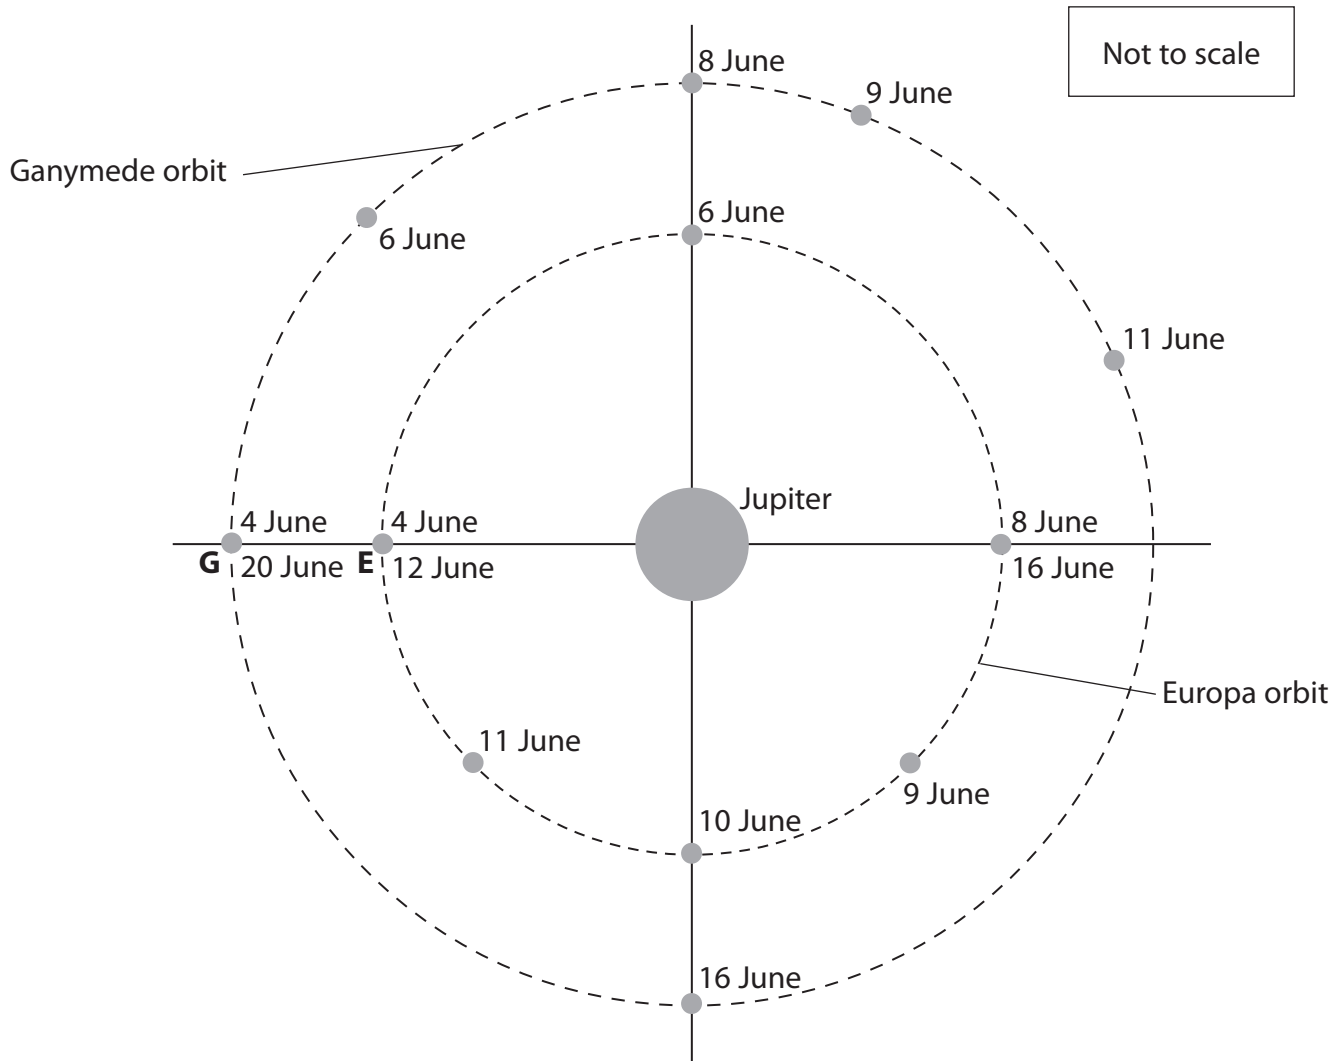 Not to scale
8 June
9 June
Ganymede orbit
6 June
6 June
11 June
Jupiter
4 June
4 June
8 June
G
20 June
E
12 June
16 June
Europa orbit
11 June
9 June
10 June
16 June